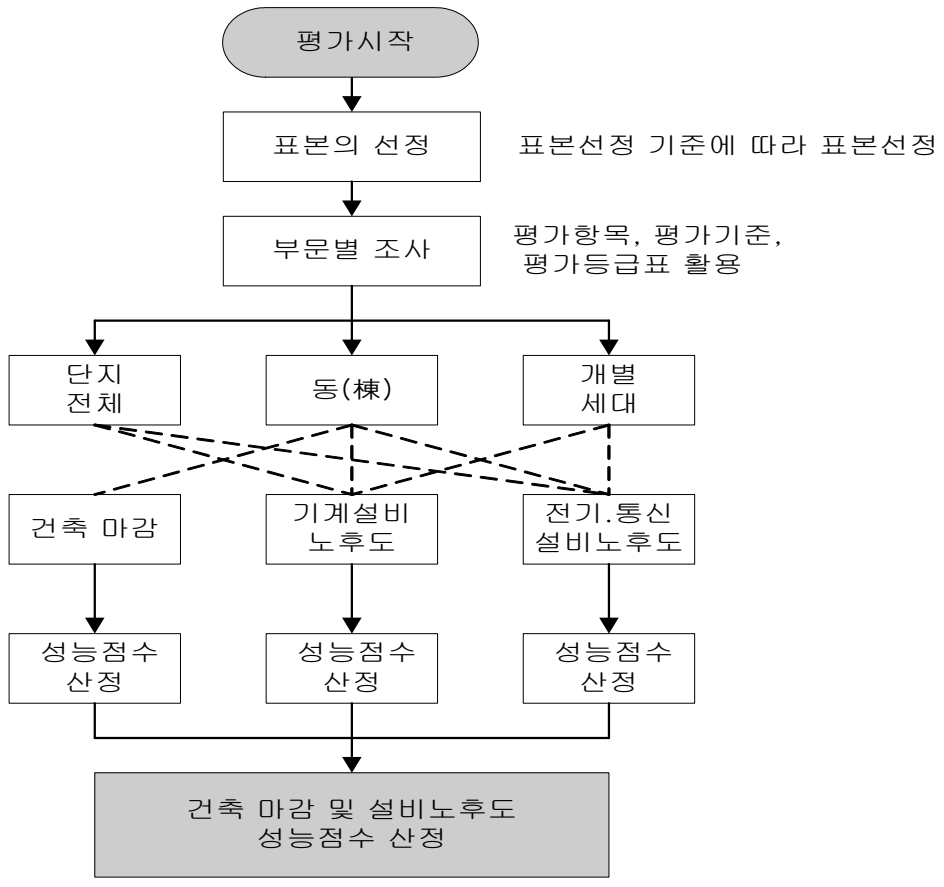 평가시작
표본의 선정
표본선정 기준에 따라 표본선정
부문별 조사
평가항목, 평가기준,
평가등급표 활용
단지
전체
동(棟)
개별
세대
건축 마감
기계설비
노후도
전기.통신
설비노후도
성능점수
산정
성능점수
산정
성능점수
산정
건축 마감 및 설비노후도
성능점수 산정